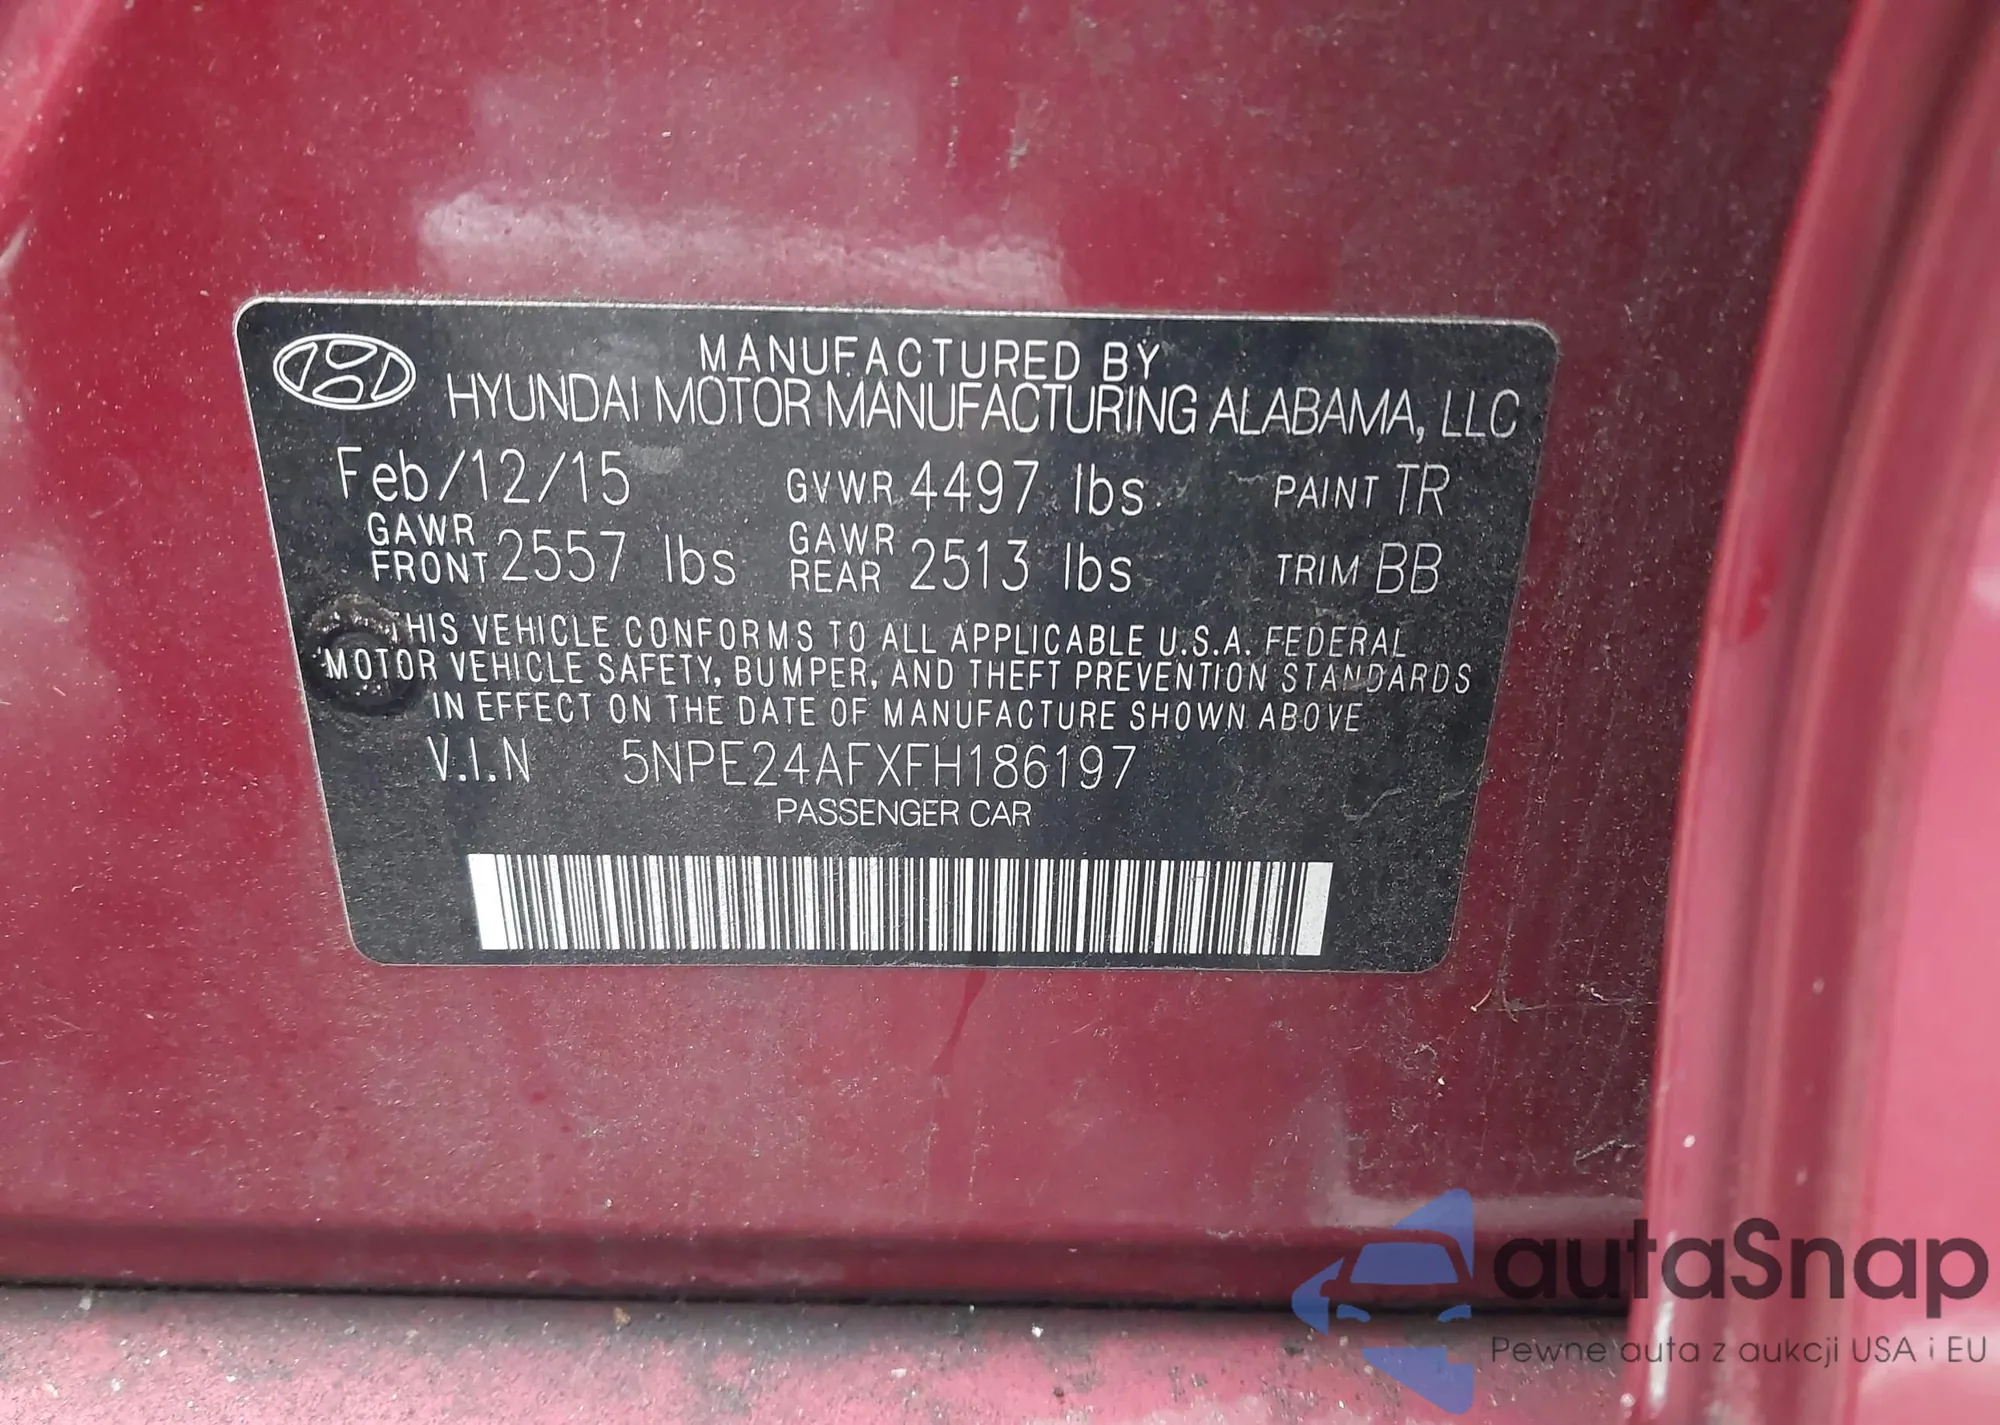 MANUFACTURED BY
HYUNDAI MOTOR MANUFACTURING ALABAMA, LLC
Feb/12/15 GVWR 4497 lbs PAINT TR
GAWR FRONT 2557 lbs GAWR REAR 2513 lbs TRIM BB
THIS VEHICLE CONFORMS TO ALL APPLICABLE U.S.A. FEDERAL
MOTOR VEHICLE SAFETY, BUMPER, AND THEFT PREVENTION STANDARDS
IN EFFECT ON THE DATE OF MANUFACTURE SHOWN ABOVE
V.I.N 5NPE24AFXFH186197
PASSENGER CAR
autaSnap
Pewne auta z aukcji USA i EU